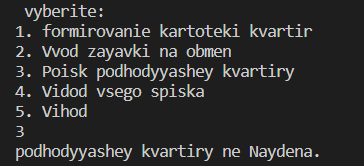 vyberite:
1. formirovanie kartoteki kvartir
2. Vvod zayavki na obmen
3. Poisk podhodyyashey kvartiry
4. Vidod vsego spiska
5. Vihod
3
podhodyyashey kvartiry ne Naydena.